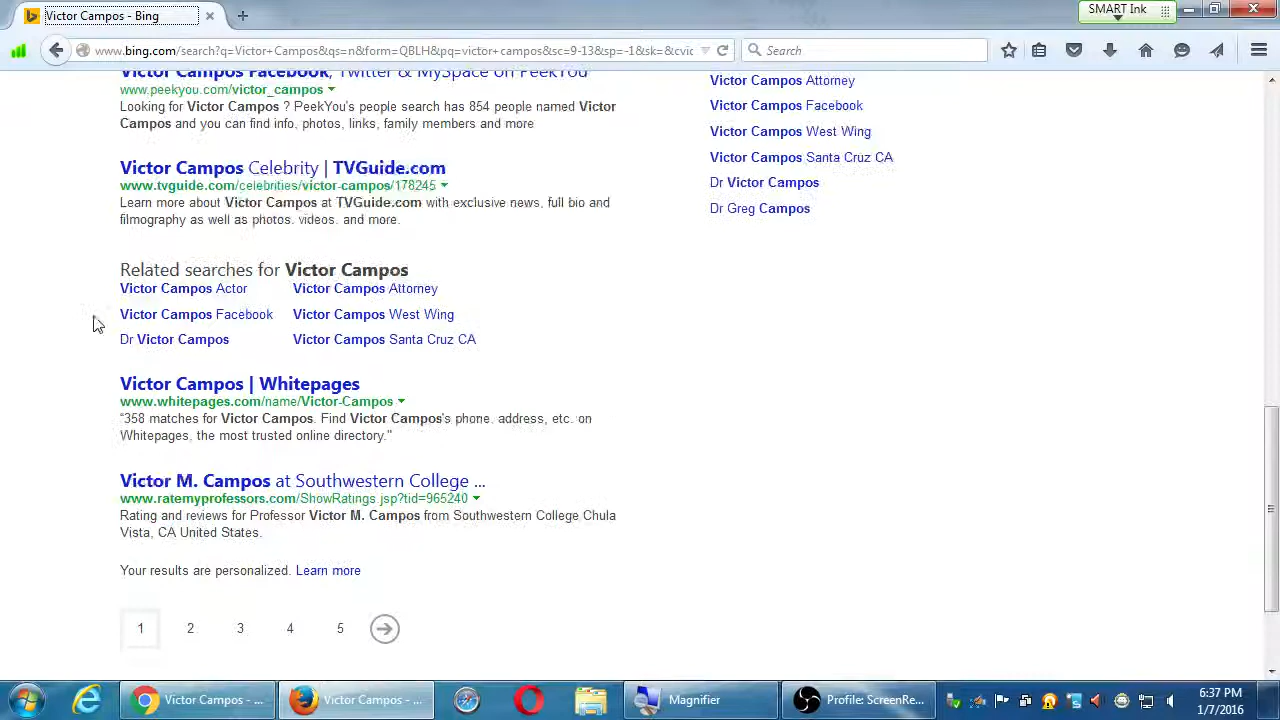 Victor Campos - Bing
SMART Ink
www.bing.com/search?q=Victor+Campos&qs=n&form=QBLH&pq=victor+campos&sc=9-13&sp=-1&sk=&cvic
Search
Victor Campos Facebook, Twitter & MySpace on PeekYou
www.peekyou.com/victor_campos
Looking for Victor Campos ? PeekYou's people search has 854 people named Victor
Campos and you can find info, photos, links, family members and more
Victor Campos Celebrity | TVGuide.com
www.tvguide.com/celebrities/victor-campos/178245
Learn more about Victor Campos at TVGuide.com with exclusive news, full bio and
filmography as well as photos, videos, and more.
Related searches for Victor Campos
Victor Campos Actor
Victor Campos Attorney
Victor Campos Facebook
Victor Campos West Wing
Dr Victor Campos
Victor Campos Santa Cruz CA
Victor Campos | Whitepages
www.whitepages.com/name/Victor-Campos
"358 matches for Victor Campos. Find Victor Campos's phone, address, etc. on
Whitepages, the most trusted online directory."
Victor M. Campos at Southwestern College ...
www.ratemyprofessors.com/ShowRatings.jsp?tid=965240
Rating and reviews for Professor Victor M. Campos from Southwestern College Chula
Vista, CA United States.
Your results are personalized. Learn more
1 2 3 4 5
Victor Campos Attorney
Victor Campos Facebook
Victor Campos West Wing
Victor Campos Santa Cruz CA
Dr Victor Campos
Dr Greg Campos
Victor Campos - ...
Victor Campos - ...
Magnifier
Profile: ScreenRe...
6:37 PM
1/7/2016